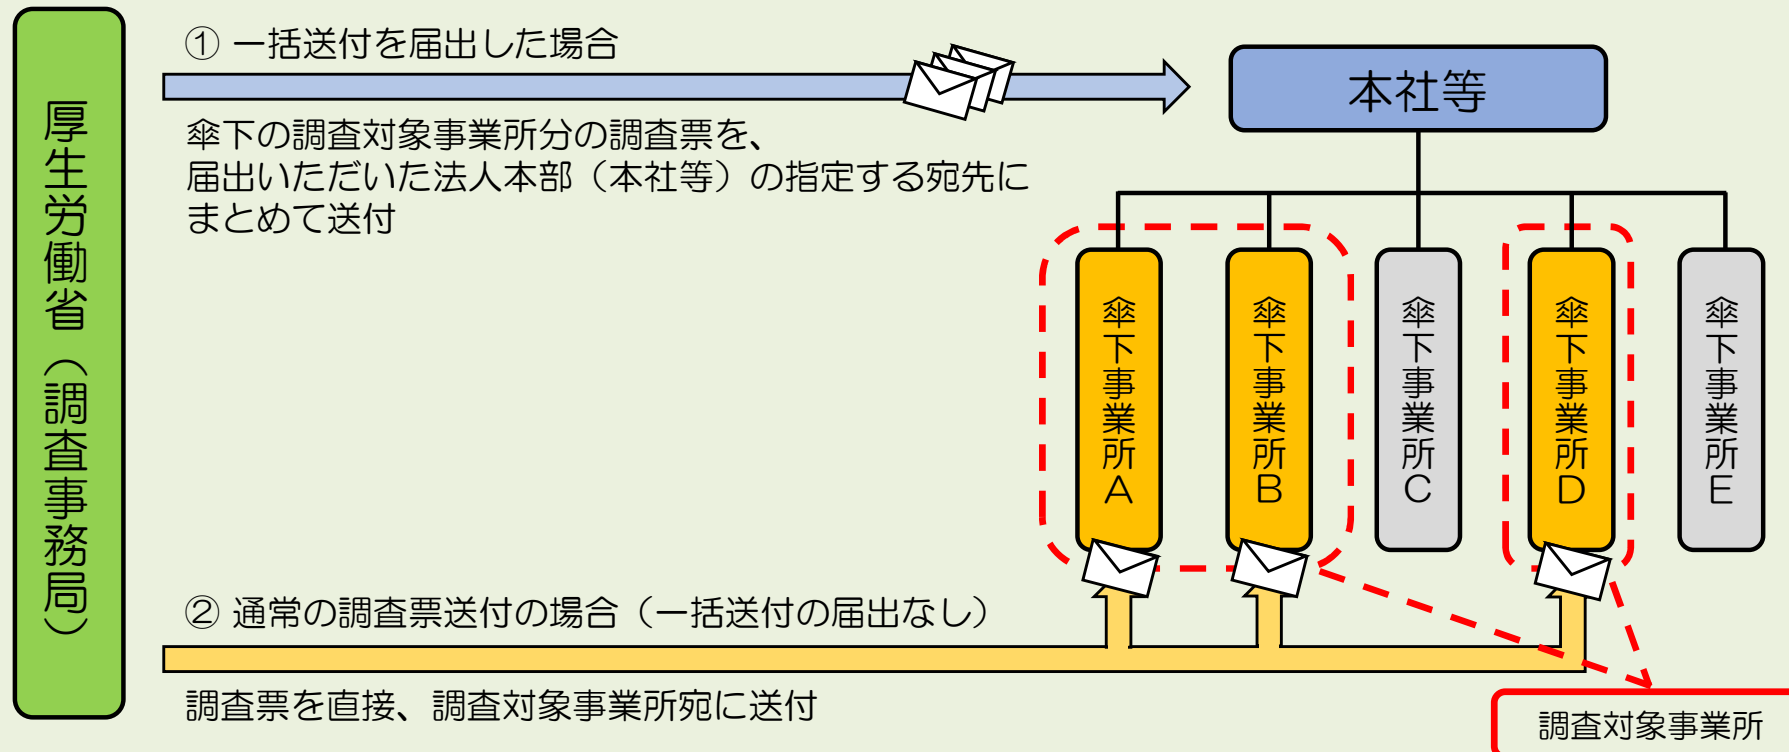 厚生労働省（調査事務局）
① 一括送付を届出した場合
傘下の調査対象事業所分の調査票を、
届出いただいた法人本部（本社等）の指定する宛先に
まとめて送付
本社等
傘下事業所A
傘下事業所B
傘下事業所C
傘下事業所D
傘下事業所E
② 通常の調査票送付の場合（一括送付の届出なし）
調査票を直接、調査対象事業所宛に送付
調査対象事業所